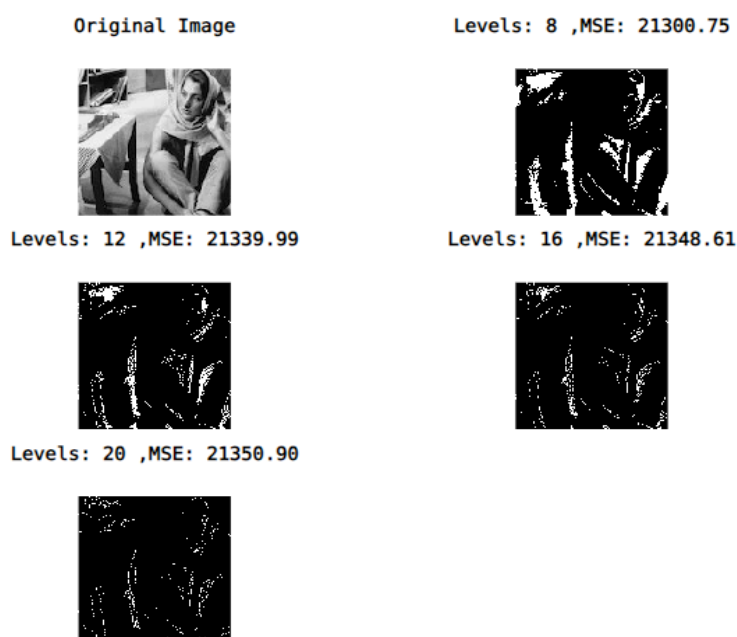 Original Image
Levels: 8 ,MSE: 21300.75
Levels: 12 ,MSE: 21339.99
Levels: 16 ,MSE: 21348.61
Levels: 20 ,MSE: 21350.90